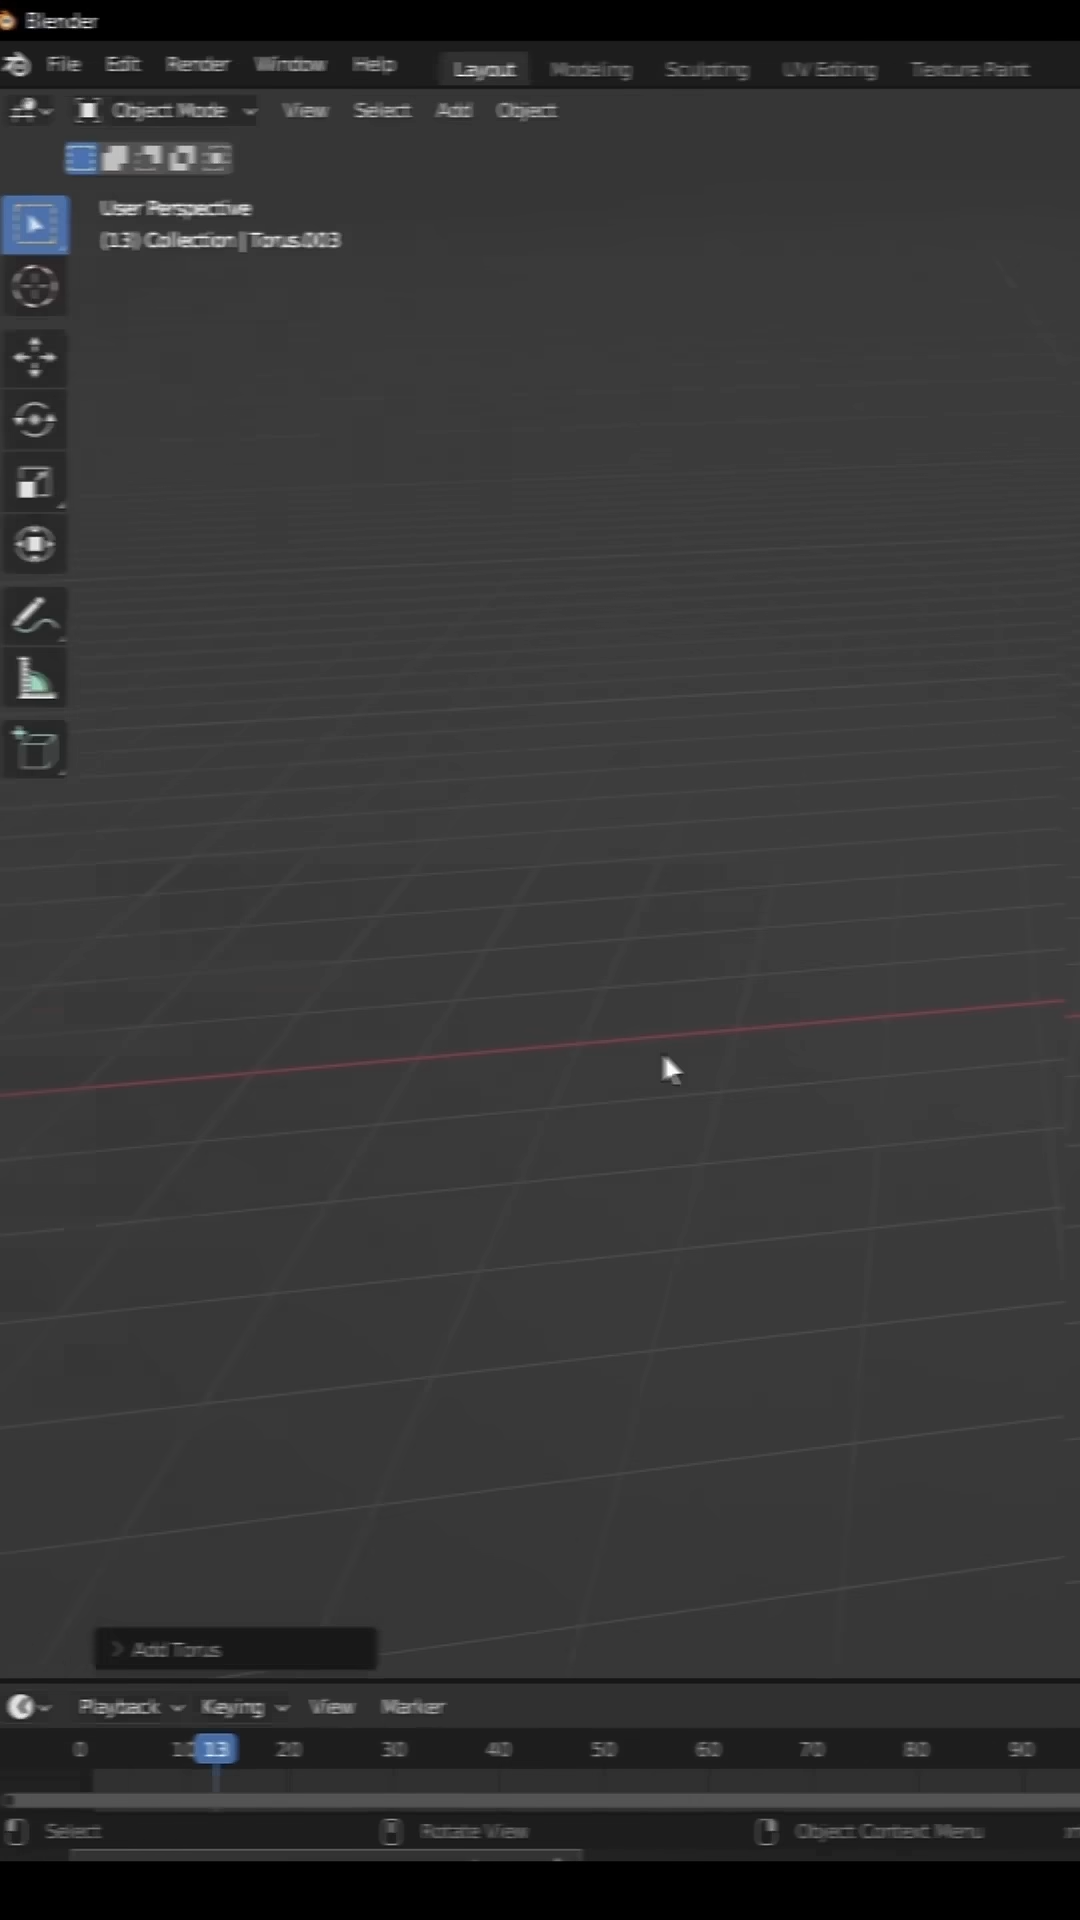 Blender
File Edit Render Window Help Layout Modeling Sculpting UV Editing Texture Paint
Object Mode View Select Add Object
User Perspective
(13) Collection | Torus.003
Add Torus
Playback Keying View Marker
0 10 13 20 30 40 50 60 70 80 90
Select Rotate View Object Context Menu